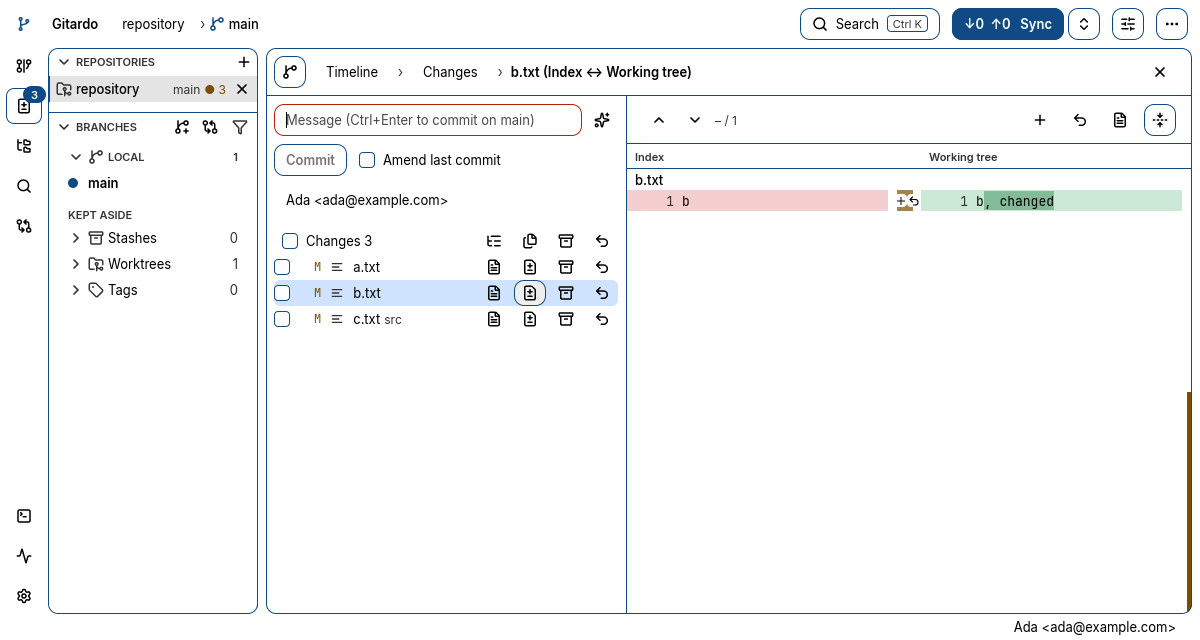 Gitardo repository › main Search Ctrl K ↓0 ↑0 Sync
REPOSITORIES
repository main 3
3
BRANCHES
LOCAL 1
main
KEPT ASIDE
Stashes 0
Worktrees 1
Tags 0
Timeline › Changes › b.txt (Index ↔ Working tree)
Message (Ctrl+Enter to commit on main)
Commit Amend last commit
Ada <ada@example.com>
Changes 3
M a.txt
M b.txt
M c.txt src
– / 1
Index Working tree
b.txt
1 b 1 b, changed
Ada <ada@example.com>